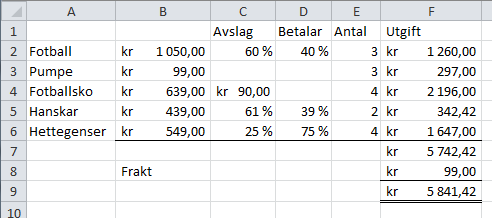 A B C D E F
1 Avslag Betalar Antal Utgift
2 Fotball kr 1 050,00 60 % 40 % 3 kr 1 260,00
3 Pumpe kr 99,00 3 kr 297,00
4 Fotballsko kr 639,00 kr 90,00 4 kr 2 196,00
5 Hanskar kr 439,00 61 % 39 % 2 kr 342,42
6 Hettegenser kr 549,00 25 % 75 % 4 kr 1 647,00
7 kr 5 742,42
8 Frakt kr 99,00
9 kr 5 841,42
10